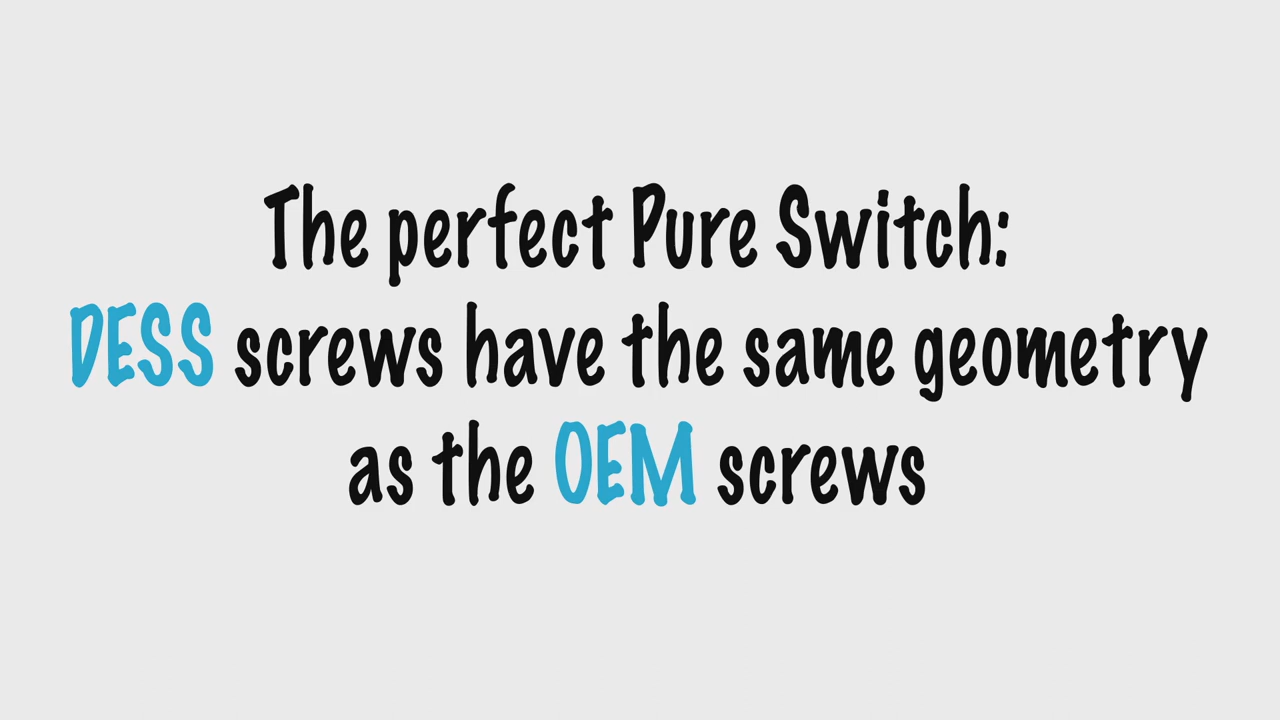 The perfect Pure Switch:
DESS screws have the same geometry
as the OEM screws